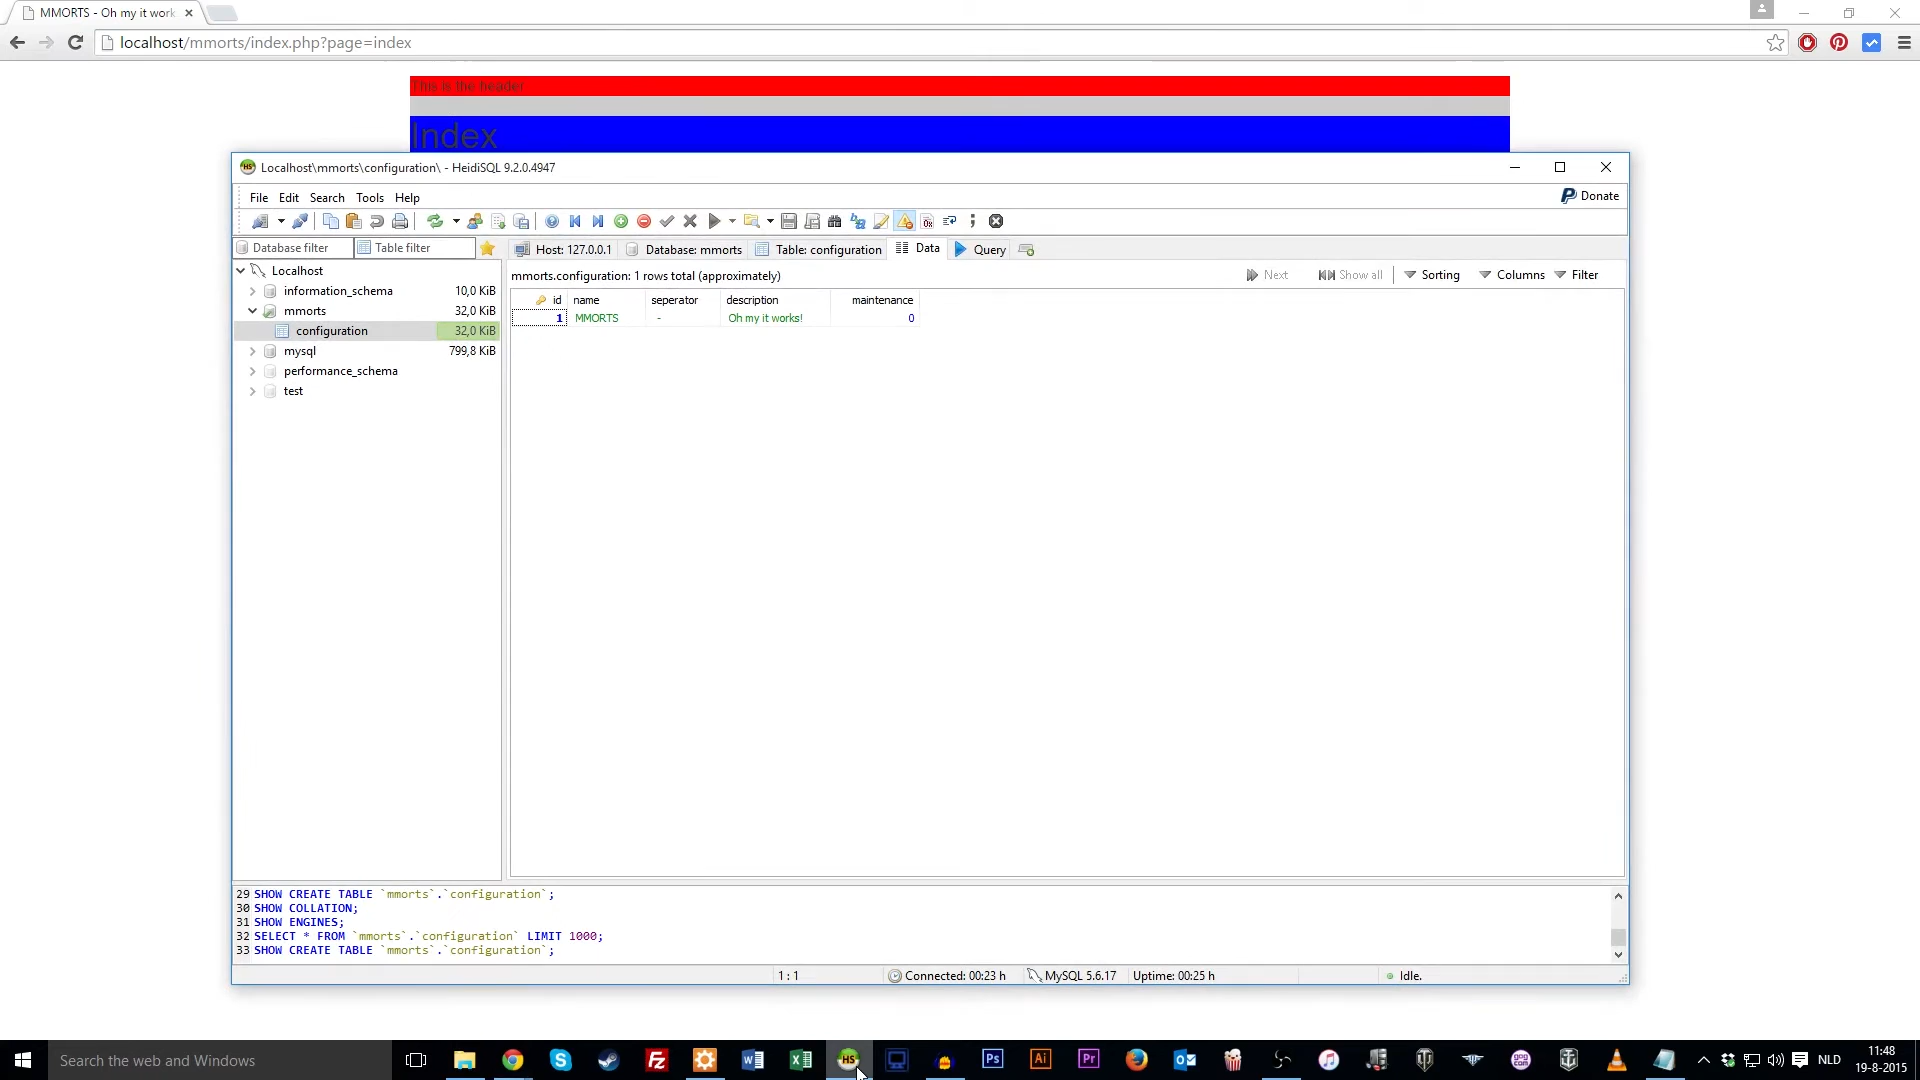 MMORTS - Oh my it work
localhost/mmorts/index.php?page=index
This is the header
Index
Localhost\mmorts\configuration\ - HeidiSQL 9.2.0.4947
File Edit Search Tools Help
Donate
Database filter
Table filter
Host: 127.0.0.1
Database: mmorts
Table: configuration
Data
Query
mmorts.configuration: 1 rows total (approximately)
Next
Show all
Sorting
Columns
Filter
Localhost
information_schema 10,0 KiB
mmorts 32,0 KiB
configuration 32,0 KiB
mysql 799,8 KiB
performance_schema
test
id name seperator description maintenance
1 MMORTS - Oh my it works! 0
29 SHOW CREATE TABLE `mmorts`.`configuration`;
30 SHOW COLLATION;
31 SHOW ENGINES;
32 SELECT * FROM `mmorts`.`configuration` LIMIT 1000;
33 SHOW CREATE TABLE `mmorts`.`configuration`;
1 : 1
Connected: 00:23 h
MySQL 5.6.17
Uptime: 00:25 h
Idle.
Search the web and Windows
HS
Ps
Ai
Pr
NLD
11:48
19-8-2015